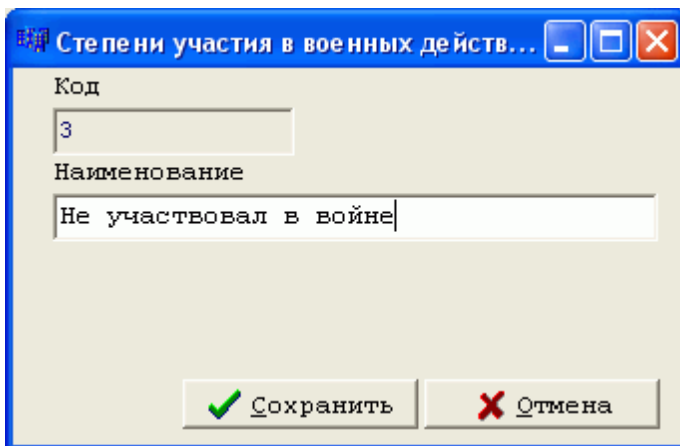 Степени участия в военных действ...
Код
3
Наименование
Не участвовал в войне
Сохранить
Отмена